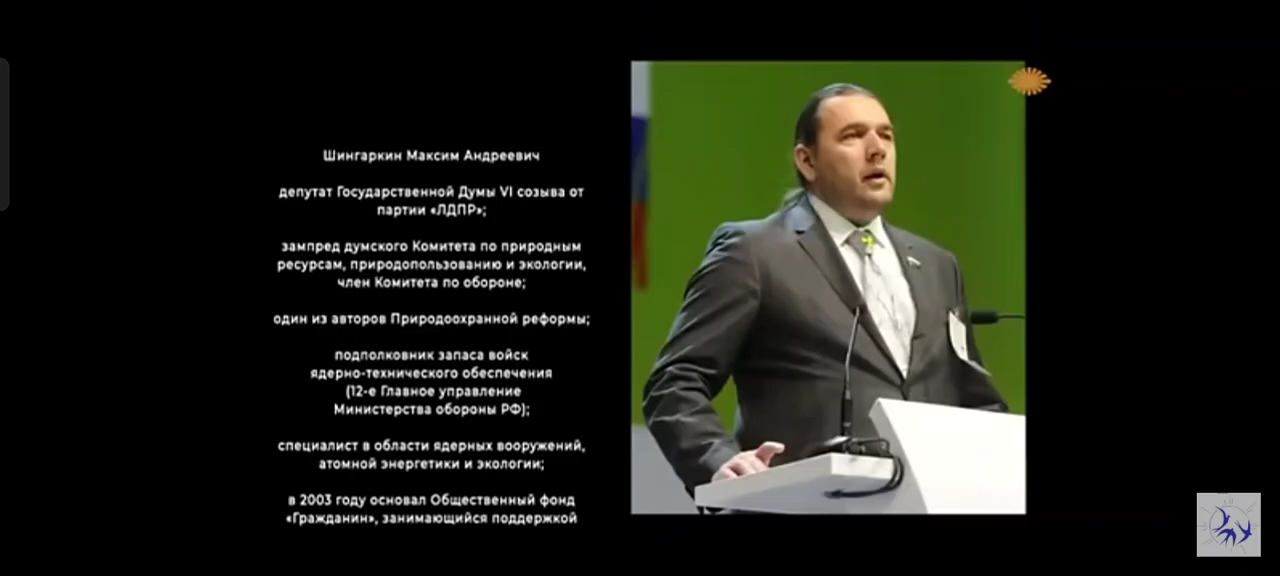 Шингаркин Максим Андреевич
депутат Государственной Думы VI созыва от
партии «ЛДПР»;
зампред думского Комитета по природным
ресурсам, природопользованию и экологии,
член Комитета по обороне;
один из авторов Природоохранной реформы;
подполковник запаса войск
ядерно-технического обеспечения
(12-е Главное управление
Министерства обороны РФ);
специалист в области ядерных вооружений,
атомной энергетики и экологии;
в 2003 году основал Общественный фонд
«Гражданин», занимающийся поддержкой